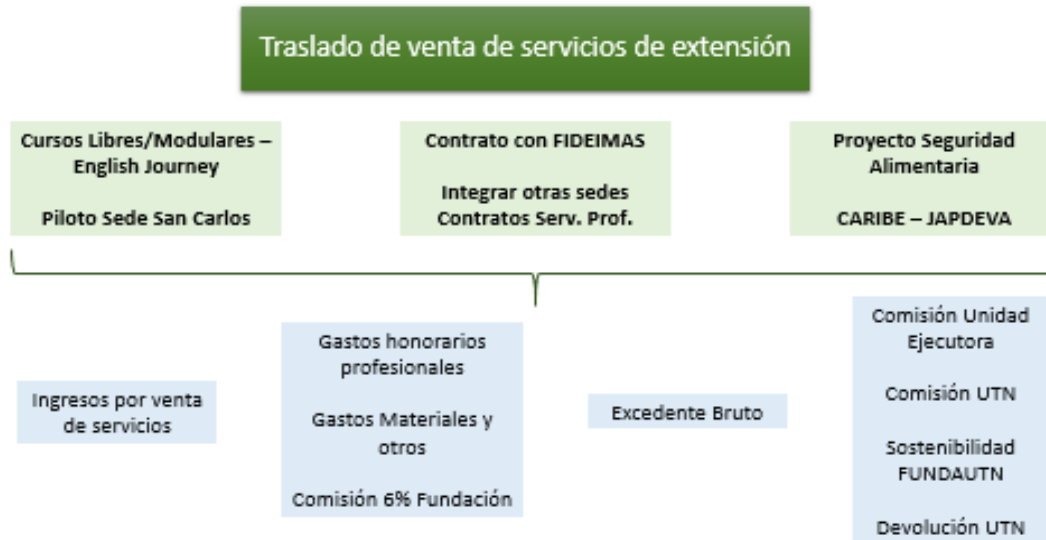 Traslado de venta de servicios de extensión
Cursos Libres/Modulares –
English Journey
Piloto Sede San Carlos
Contrato con FIDEIMAS
Integrar otras sedes
Contratos Serv. Prof.
Proyecto Seguridad
Alimentaria
CARIBE – JAPDEVA
Ingresos por venta
de servicios
Gastos honorarios
profesionales
Gastos Materiales y
otros
Comisión 6% Fundación
Excedente Bruto
Comisión Unidad
Ejecutora
Comisión UTN
Sostenibilidad
FUNDAUTN
Devolución UTN